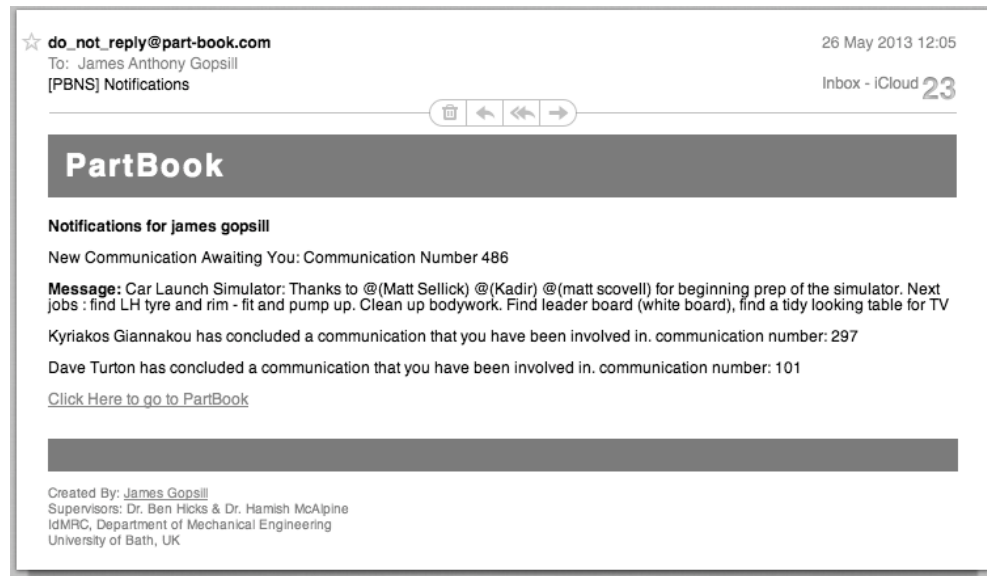 do_not_reply@part-book.com
26 May 2013 12:05
To: James Anthony Gopsill
[PBNS] Notifications
Inbox - iCloud 23
PartBook
Notifications for james gopsill
New Communication Awaiting You: Communication Number 486
Message: Car Launch Simulator: Thanks to @(Matt Sellick) @(Kadir) @(matt scovell) for beginning prep of the simulator. Next
jobs : find LH tyre and rim - fit and pump up. Clean up bodywork. Find leader board (white board), find a tidy looking table for TV
Kyriakos Giannakou has concluded a communication that you have been involved in. communication number: 297
Dave Turton has concluded a communication that you have been involved in. communication number: 101
Click Here to go to PartBook
Created By: James Gopsill
Supervisors: Dr. Ben Hicks & Dr. Hamish McAlpine
IdMRC, Department of Mechanical Engineering
University of Bath, UK